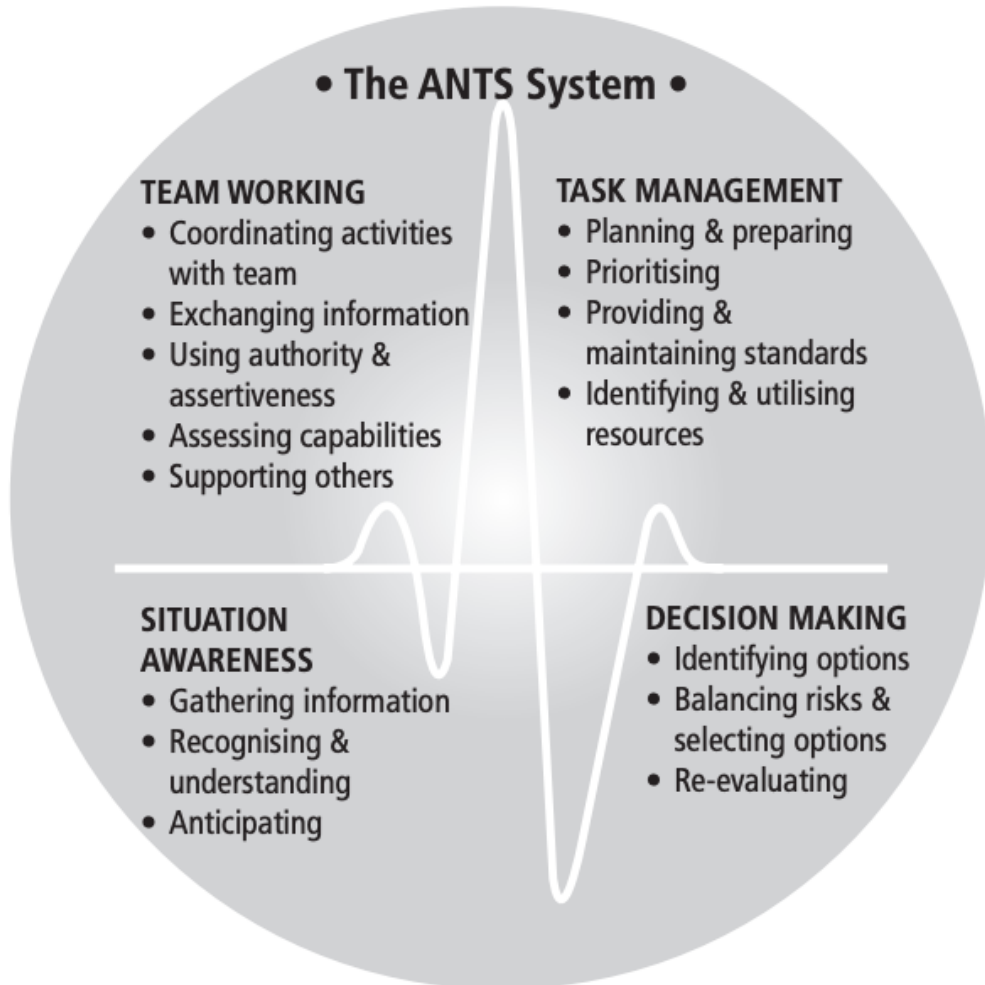 • The ANTS System •
TEAM WORKING
• Coordinating activities
with team
• Exchanging information
• Using authority &
assertiveness
• Assessing capabilities
• Supporting others
TASK MANAGEMENT
• Planning & preparing
• Prioritising
• Providing &
maintaining standards
• Identifying & utilising
resources
SITUATION
AWARENESS
• Gathering information
• Recognising &
understanding
• Anticipating
DECISION MAKING
• Identifying options
• Balancing risks &
selecting options
• Re-evaluating